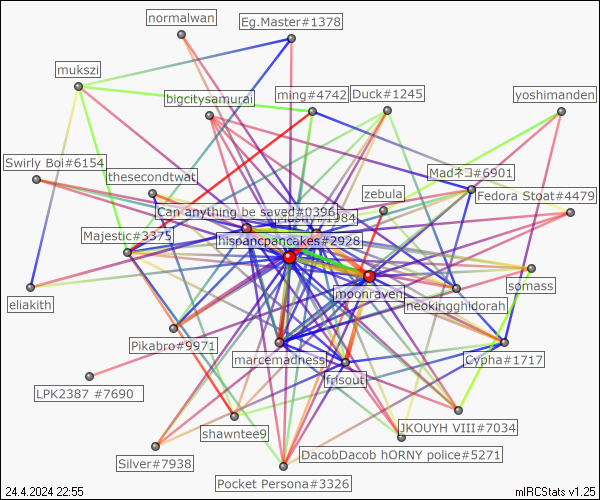 normalwan
Eg.Master#1378
mukszi
bigcitysamurai
ming#4742
Duck#1245
yoshimanden
Swirly Boi#6154
thesecondtwat
Madネコ#6901
zebula
Fedora Stoat#4479
Can anything be saved#0396
#1984
Majestic#3375
hispancpancakes#2928
eliakith
moonraven
neokingghidorah
somass
Pikabro#9971
marcemadness
Cypha#1717
frisout
LPK2387 #7690
shawntee9
JKOUYH VIII#7034
Silver#7938
DacobDacob hORNY police#5271
Pocket Persona#3326
24.4.2024 22:55
mIRCStats v1.25